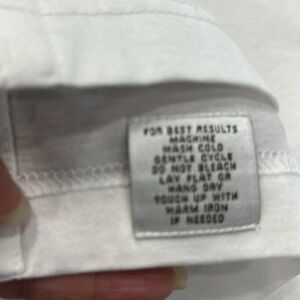 FOR BEST RESULTS
MACHINE
WASH COLD
GENTLE CYCLE
DO NOT BLEACH
LAY FLAT OR
HANG DRY
TOUCH UP WITH
WARM IRON
IF NEEDED